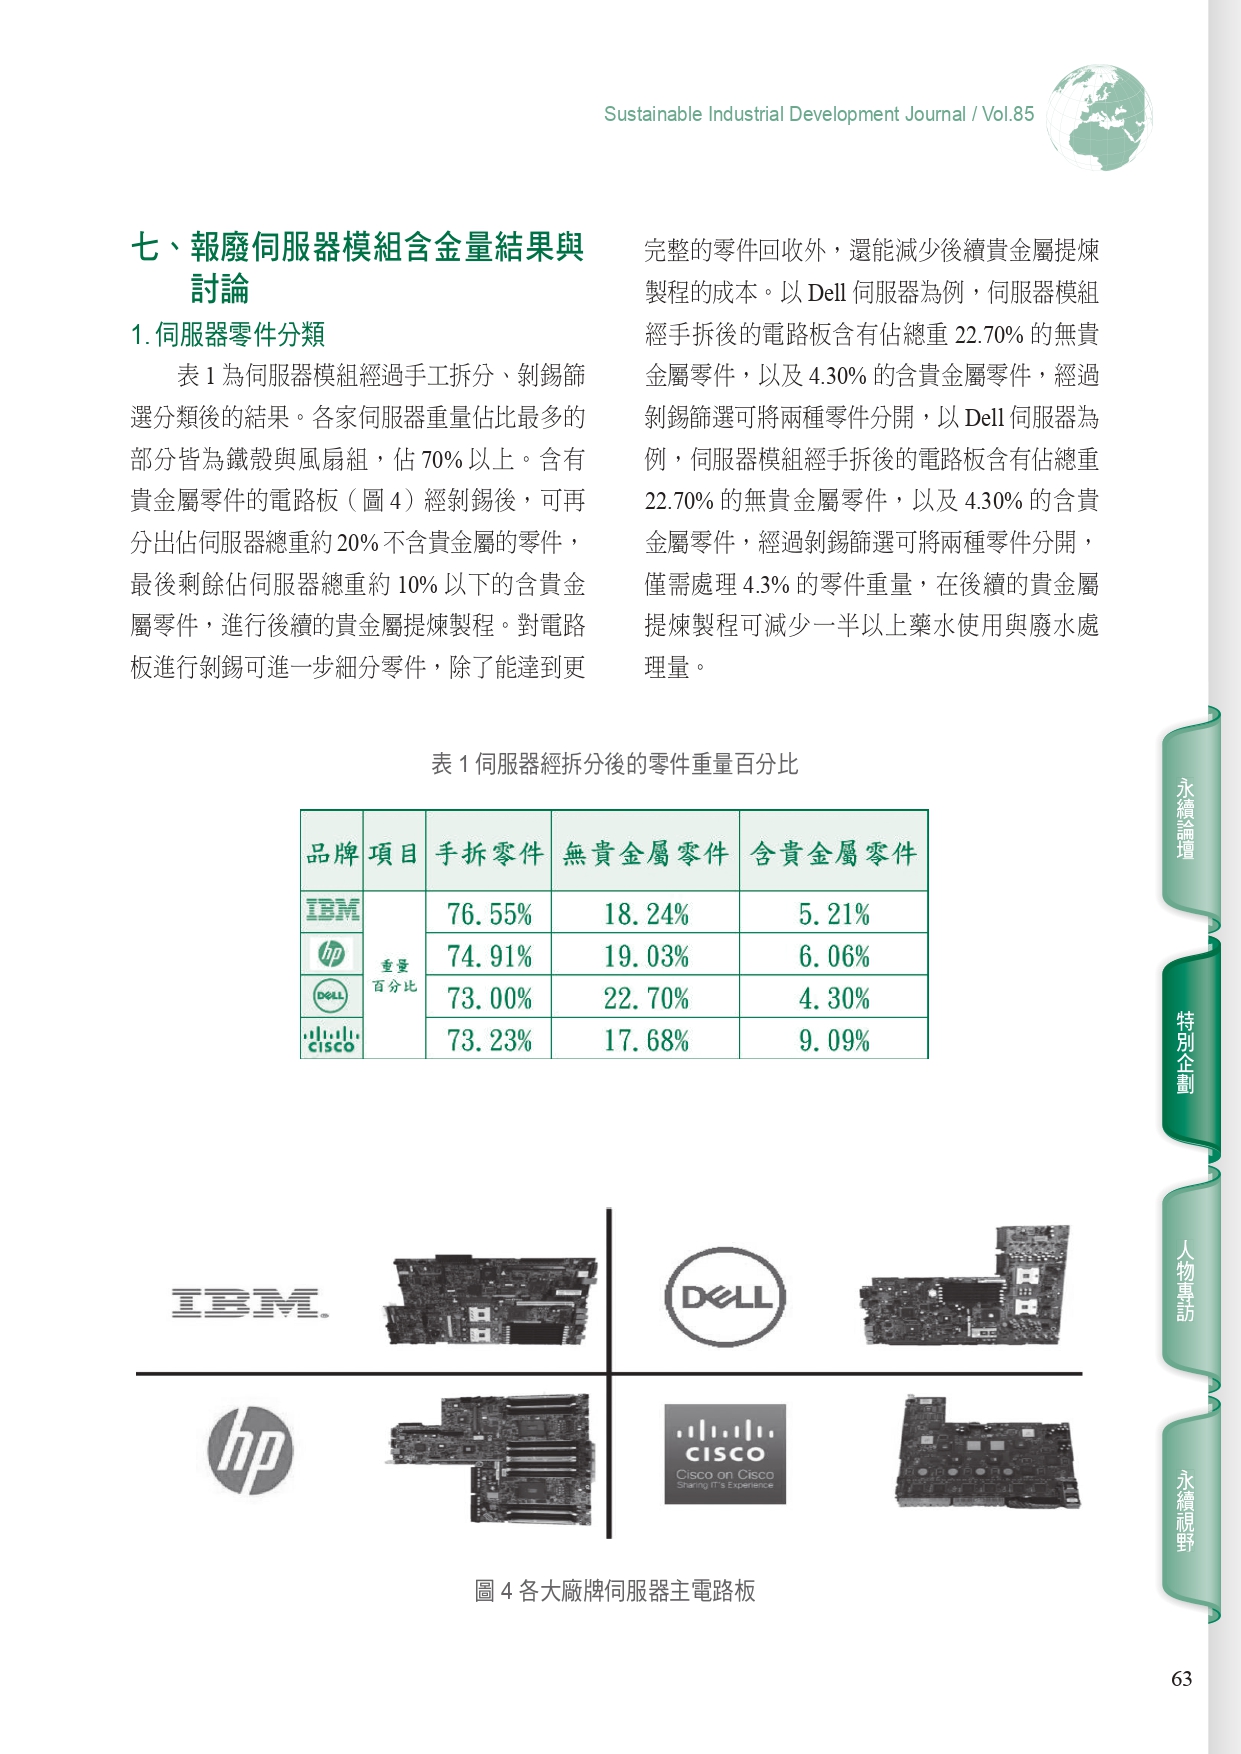 Sustainable Industrial Development Journal / Vol.85
七、報廢伺服器模組含金量結果與
討論
1. 伺服器零件分類
表 1 為伺服器模組經過手工拆分、剝錫篩
選分類後的結果。各家伺服器重量佔比最多的
部分皆為鐵殼與風扇組，佔 70% 以上。含有
貴金屬零件的電路板（圖 4）經剝錫後，可再
分出佔伺服器總重約 20% 不含貴金屬的零件，
最後剩餘佔伺服器總重約 10% 以下的含貴金
屬零件，進行後續的貴金屬提煉製程。對電路
板進行剝錫可進一步細分零件，除了能達到更
完整的零件回收外，還能減少後續貴金屬提煉
製程的成本。以 Dell 伺服器為例，伺服器模組
經手拆後的電路板含有佔總重 22.70% 的無貴
金屬零件，以及 4.30% 的含貴金屬零件，經過
剝錫篩選可將兩種零件分開，以 Dell 伺服器為
例，伺服器模組經手拆後的電路板含有佔總重
22.70% 的無貴金屬零件，以及 4.30% 的含貴
金屬零件，經過剝錫篩選可將兩種零件分開，
僅需處理 4.3% 的零件重量，在後續的貴金屬
提煉製程可減少一半以上藥水使用與廢水處
理量。
表 1 伺服器經拆分後的零件重量百分比
品牌 項目 手拆零件 無貴金屬零件 含貴金屬零件
IBM 76.55% 18.24% 5.21%
hp 74.91% 19.03% 6.06%
重量
百分比
DELL 73.00% 22.70% 4.30%
CISCO 73.23% 17.68% 9.09%
IBM.
DELL
hp
CISCO
Cisco on Cisco
Sharing IT's Experience
圖 4 各大廠牌伺服器主電路板
永續論壇
特別企劃
人物專訪
永續視野
63